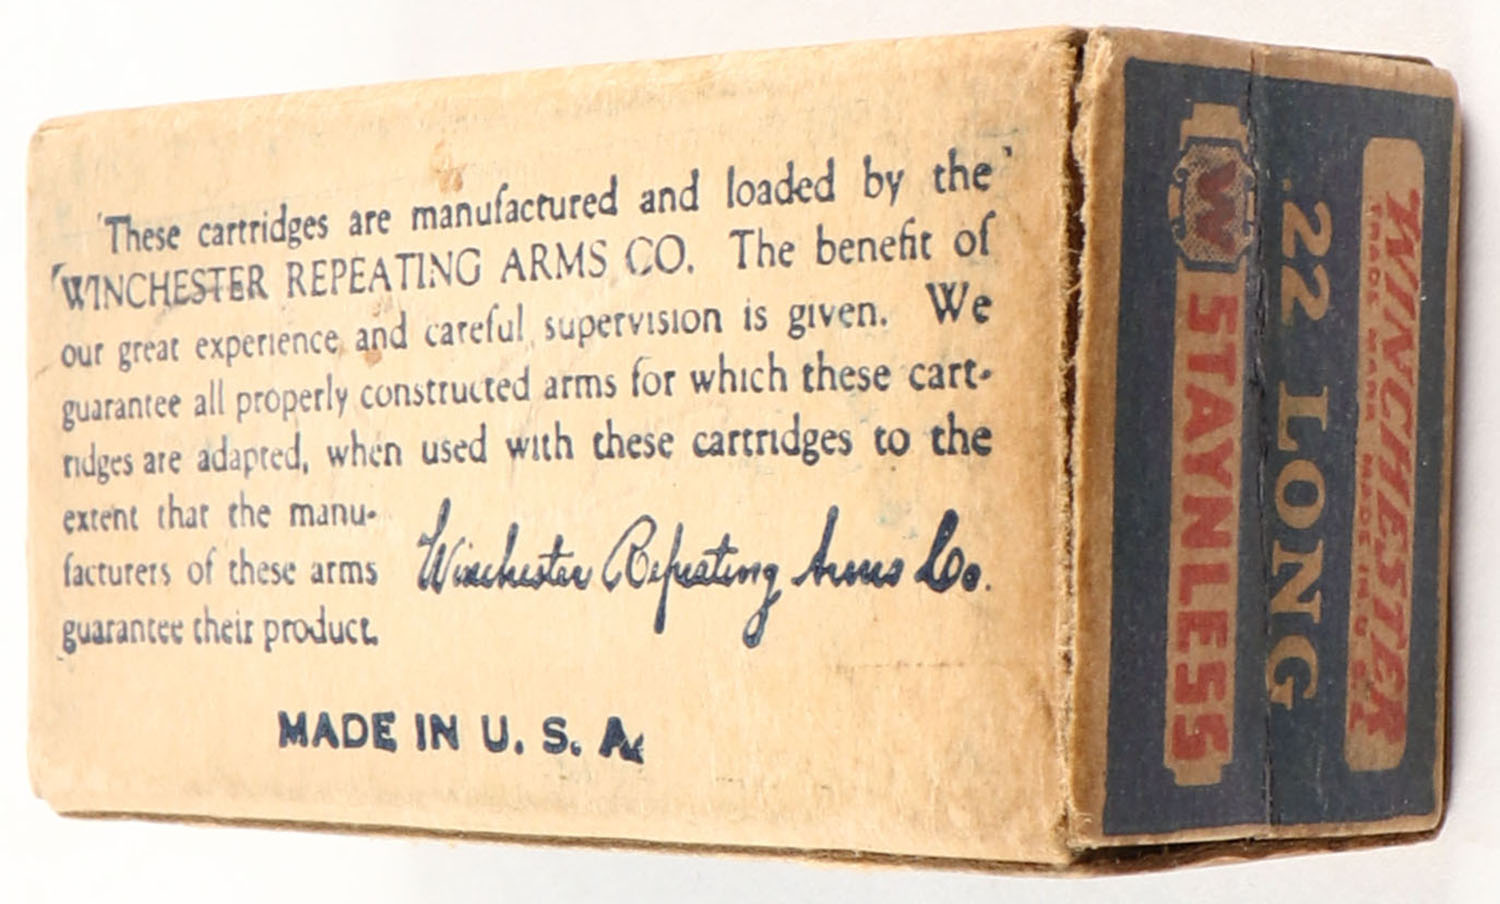 These cartridges are manufactured and loaded by the
WINCHESTER REPEATING ARMS CO. The benefit of
our great experience and careful supervision is given. We
guarantee all properly constructed arms for which these cart-
ridges are adapted, when used with these cartridges to the
extent that the manu-
facturers of these arms
guarantee their product.
Winchester Repeating Arms Co.
MADE IN U. S. A.
WINCHESTER
TRADE MARK MADE IN U.S.A.
.22 LONG
W STAYNLESS